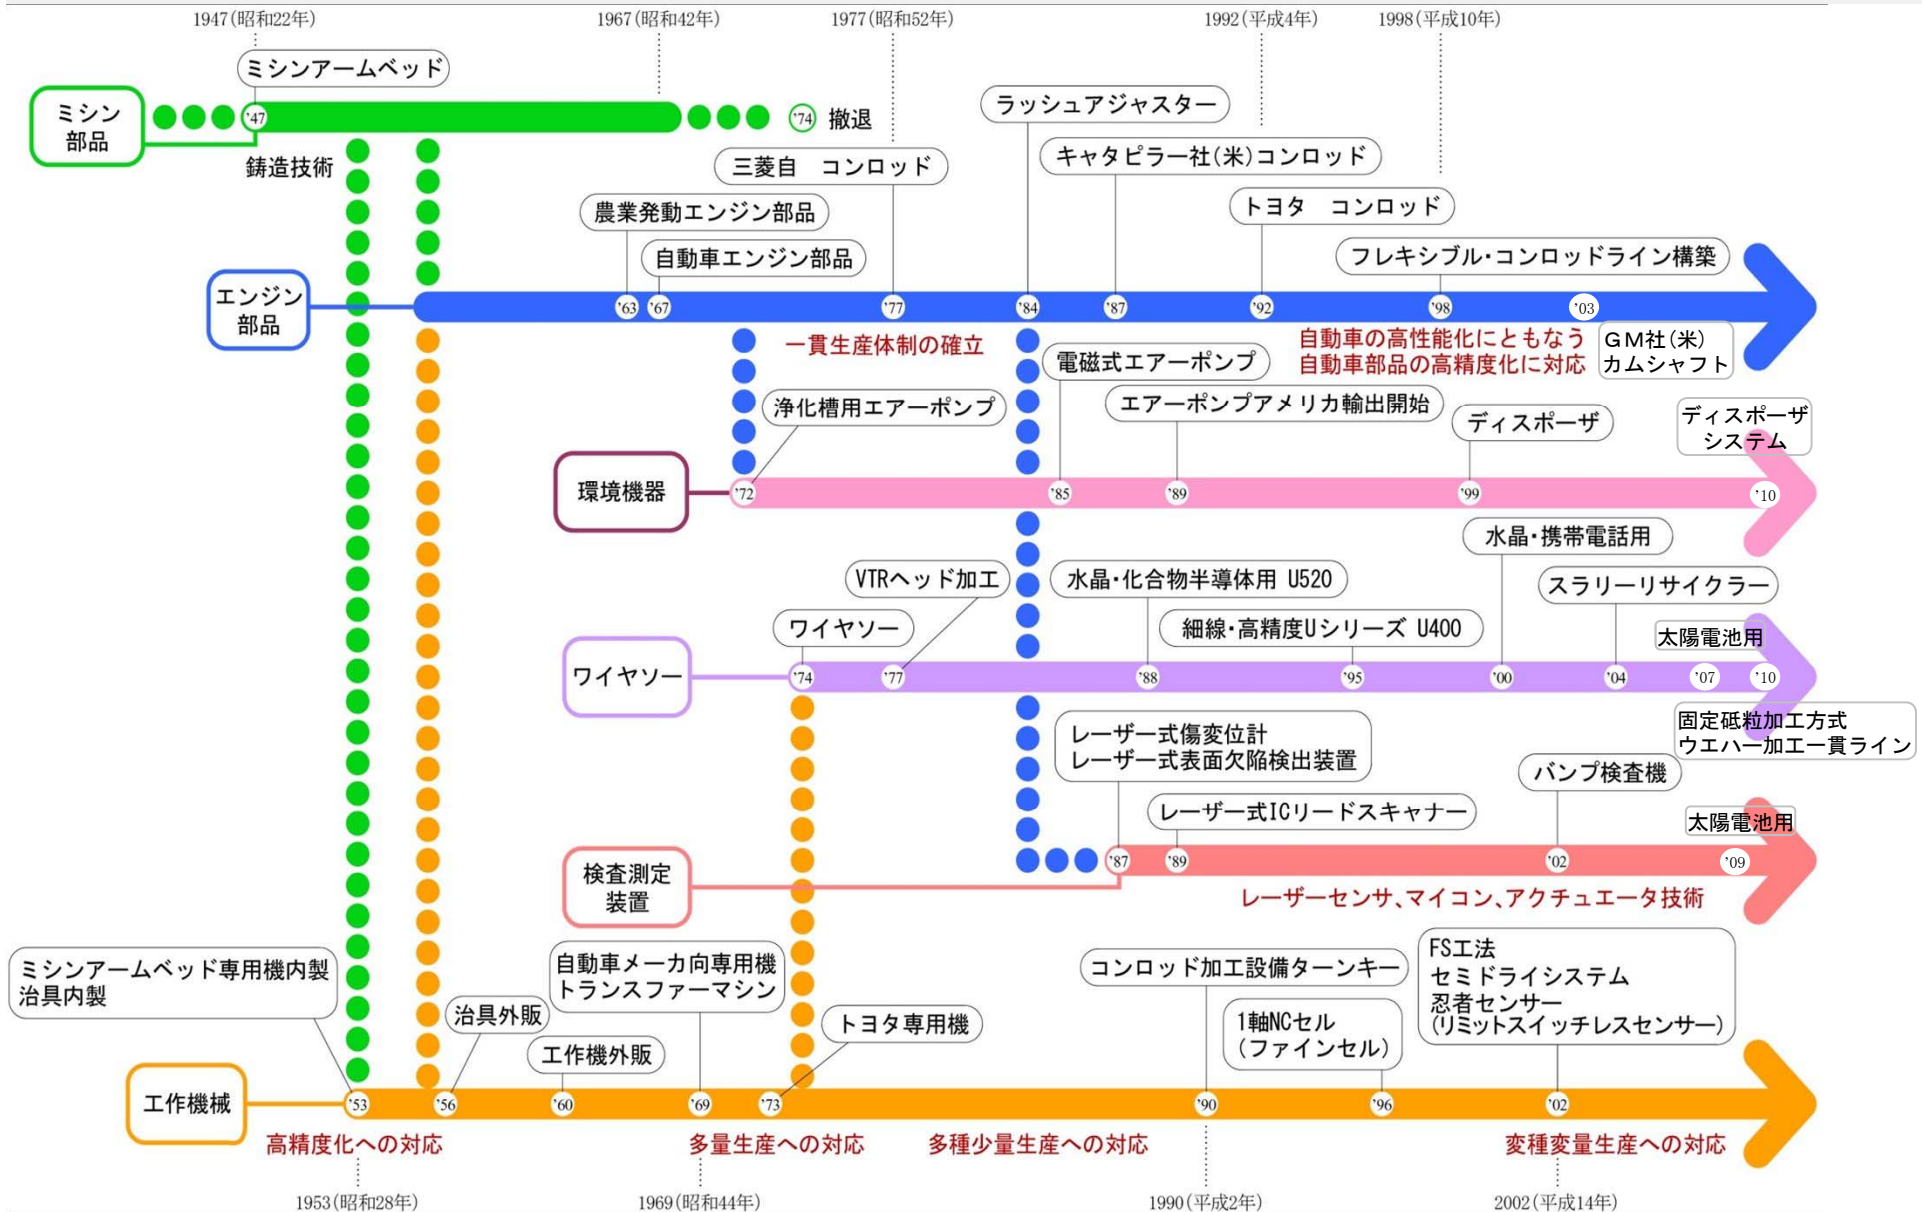 1947(昭和22年)
1967(昭和42年)
1977(昭和52年)
1992(平成4年)
1998(平成10年)
ミシンアームベッド
ミシン
部品
'47
'74
撤退
鋳造技術
ラッシュアジャスター
三菱自　コンロッド
キャタピラー社(米)コンロッド
農業発動エンジン部品
トヨタ　コンロッド
自動車エンジン部品
フレキシブル・コンロッドライン構築
エンジン
部品
'63
'67
'77
'84
'87
'92
'98
'03
一貫生産体制の確立
自動車の高性能化にともなう
自動車部品の高精度化に対応
GM社(米)
カムシャフト
電磁式エアーポンプ
浄化槽用エアーポンプ
エアーポンプアメリカ輸出開始
ディスポーザ
ディスポーザ
システム
環境機器
'72
'85
'89
'99
'10
水晶・携帯電話用
VTRヘッド加工
水晶・化合物半導体用 U520
スラリーリサイクラー
ワイヤソー
細線・高精度Uシリーズ U400
太陽電池用
ワイヤソー
'74
'77
'88
'95
'00
'04
'07
'10
固定砥粒加工方式
ウエハー加工一貫ライン
レーザー式傷変位計
レーザー式表面欠陥検出装置
バンプ検査機
レーザー式ICリードスキャナー
太陽電池用
検査測定
装置
'87
'89
'02
'09
レーザーセンサ、マイコン、アクチュエータ技術
ミシンアームベッド専用機内製
治具内製
自動車メーカ向専用機
トランスファーマシン
コンロッド加工設備ターンキー
FS工法
セミドライシステム
忍者センサー
(リミットスイッチレスセンサー)
治具外販
トヨタ専用機
1軸NCセル
(ファインセル)
工作機外販
工作機械
'53
'56
'60
'69
'73
'90
'96
'02
高精度化への対応
多量生産への対応
多種少量生産への対応
変種変量生産への対応
1953(昭和28年)
1969(昭和44年)
1990(平成2年)
2002(平成14年)